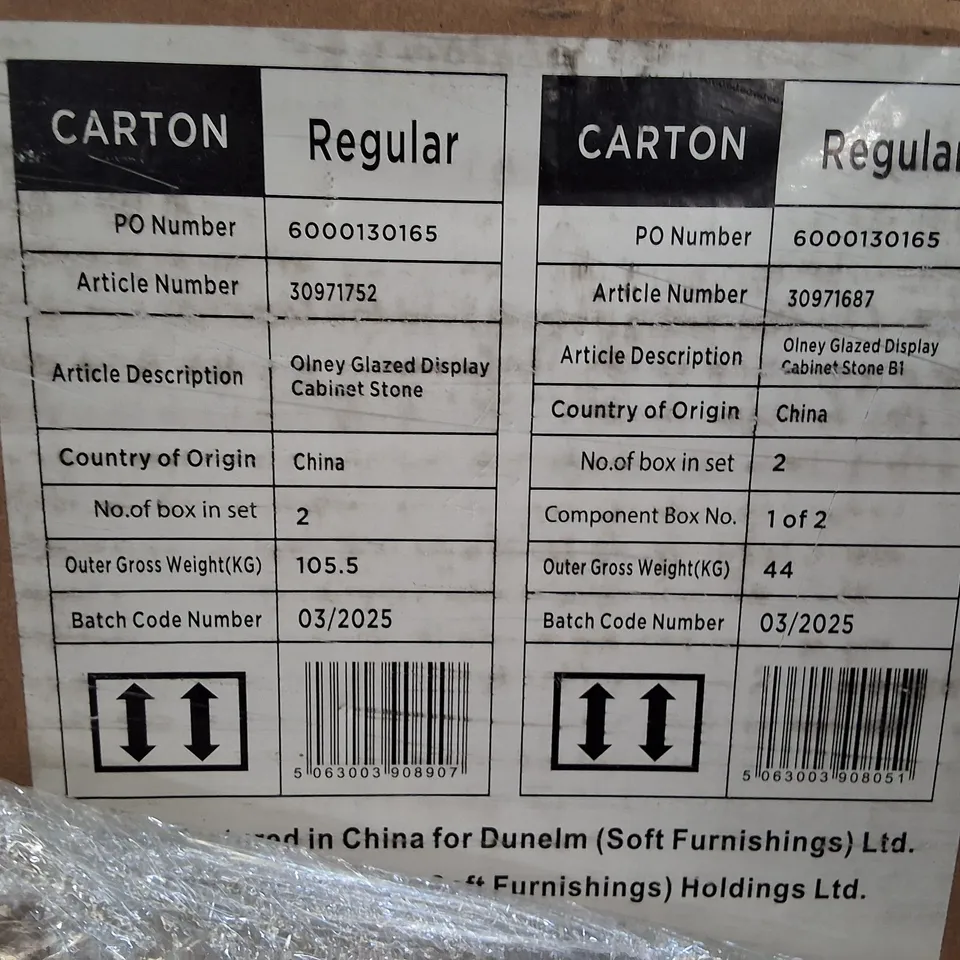 CARTON Regular
PO Number 6000130165
Article Number 30971752
Article Description Olney Glazed Display
Cabinet Stone
Country of Origin China
No.of box in set 2
Outer Gross Weight(KG) 105.5
Batch Code Number 03/2025
5 063003 908907
CARTON Regular
PO Number 6000130165
Article Number 30971687
Article Description Olney Glazed Display
Cabinet Stone B1
Country of Origin China
No.of box in set 2
Component Box No. 1 of 2
Outer Gross Weight(KG) 44
Batch Code Number 03/2025
5 063003 908051
in China for Dunelm (Soft Furnishings) Ltd.
Furnishings) Holdings Ltd.